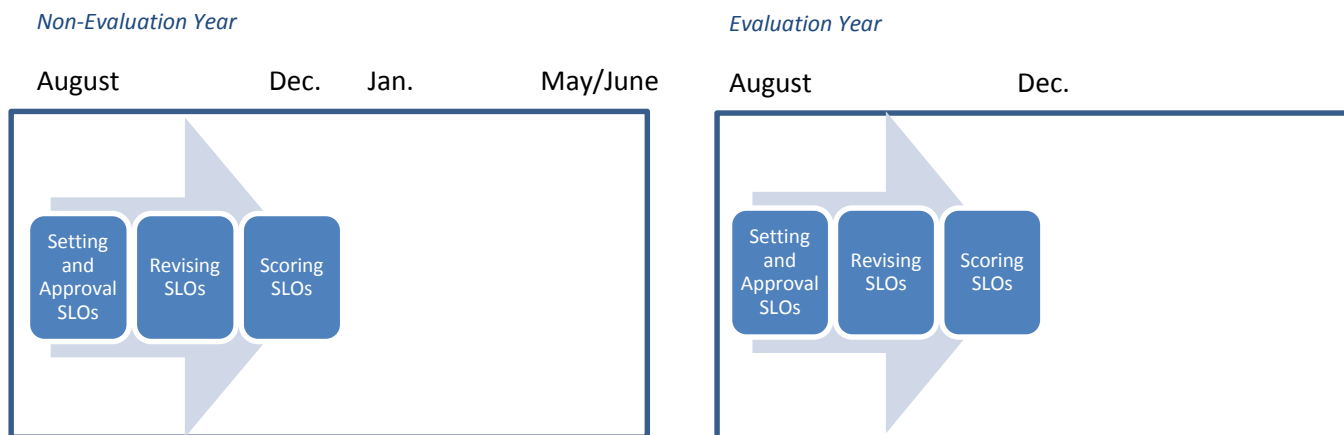 Non-Evaluation Year
August Dec. Jan. May/June
Setting
and
Approval
SLOs
Revising
SLOs
Scoring
SLOs
Evaluation Year
August Dec.
Setting
and
Approval
SLOs
Revising
SLOs
Scoring
SLOs